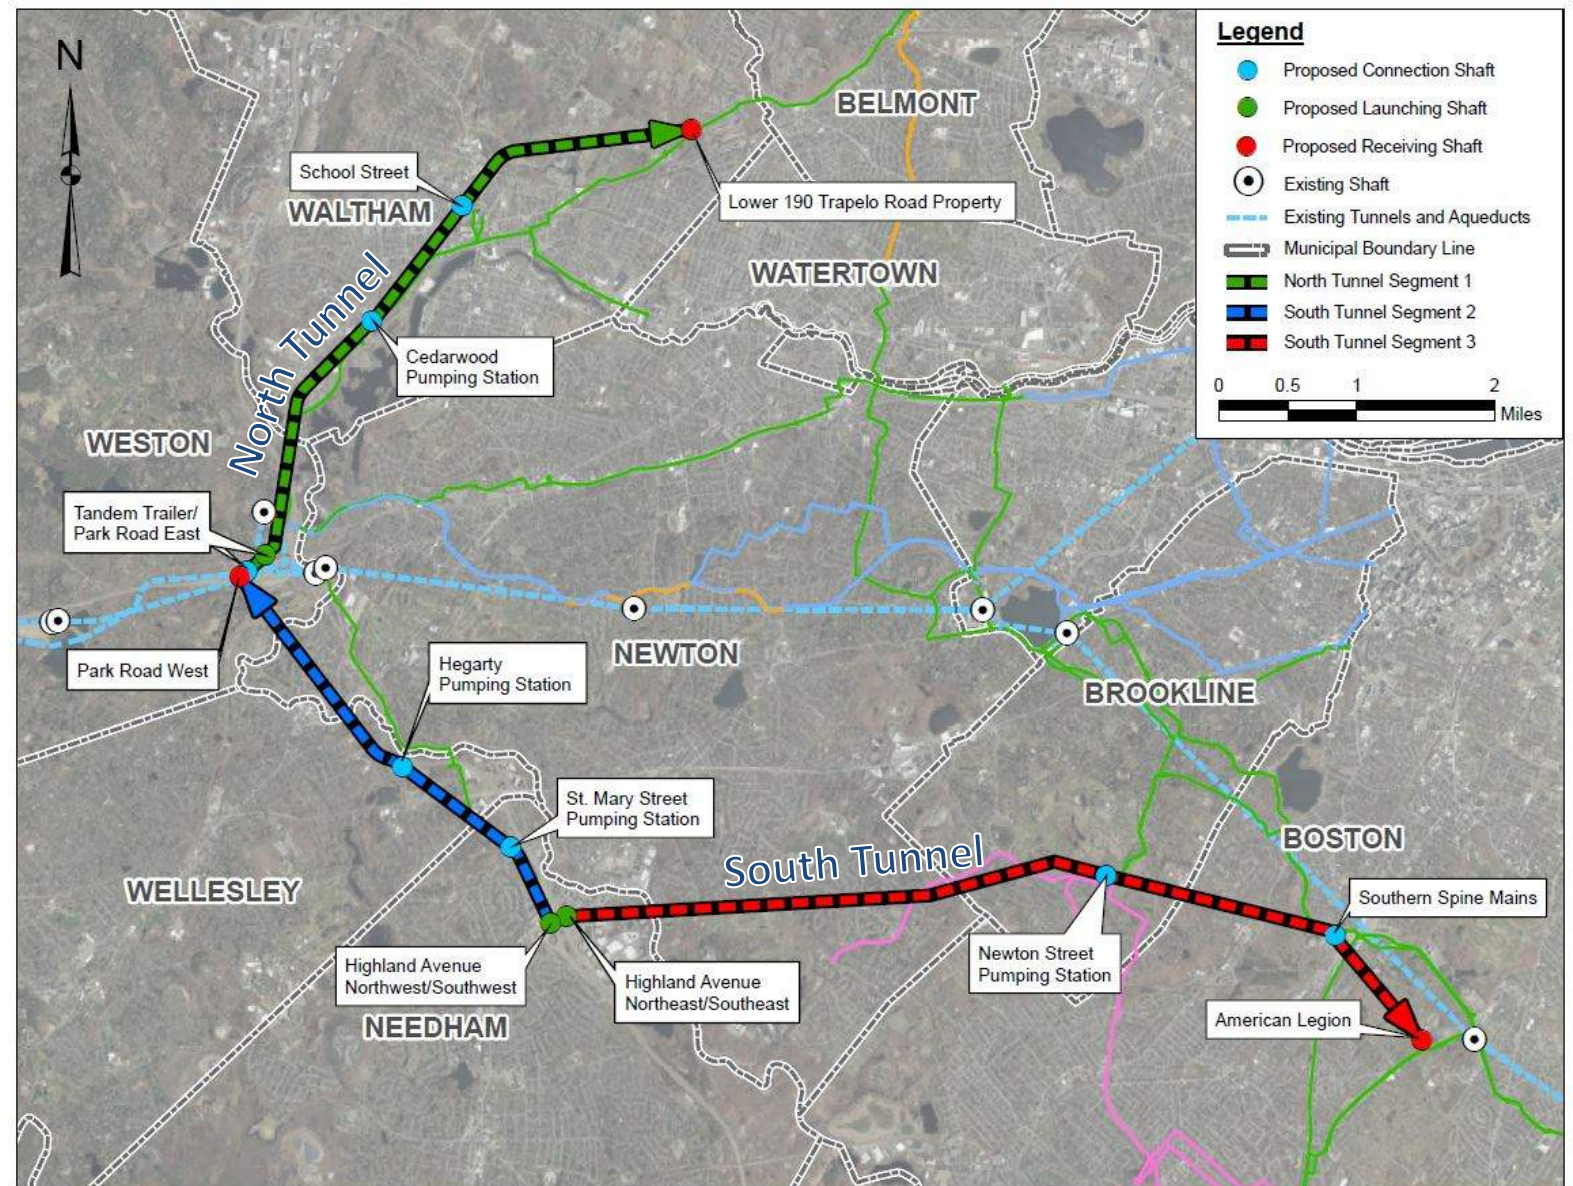 N
Legend
Proposed Connection Shaft
Proposed Launching Shaft
Proposed Receiving Shaft
Existing Shaft
Existing Tunnels and Aqueducts
Municipal Boundary Line
North Tunnel Segment 1
South Tunnel Segment 2
South Tunnel Segment 3
0 0.5 1 2
Miles
BELMONT
School Street
WALTHAM
Lower 190 Trapelo Road Property
WATERTOWN
North Tunnel
Cedarwood
Pumping Station
WESTON
Tandem Trailer/
Park Road East
Park Road West
NEWTON
Hegarty
Pumping Station
BROOKLINE
St. Mary Street
Pumping Station
BOSTON
South Tunnel
WELLESLEY
Southern Spine Mains
Highland Avenue
Northwest/Southwest
Highland Avenue
Northeast/Southeast
Newton Street
Pumping Station
NEEDHAM
American Legion